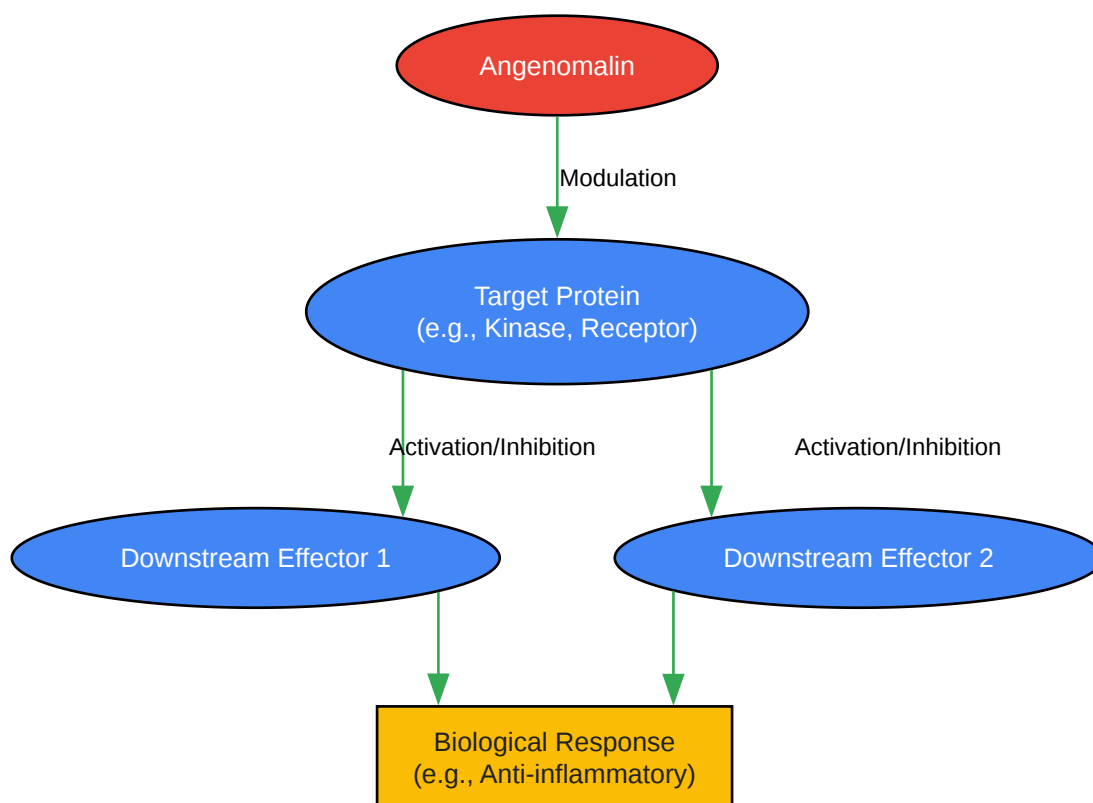 Angenomalin
Modulation
Target Protein
(e.g., Kinase, Receptor)
Activation/Inhibition
Activation/Inhibition
Downstream Effector 1
Downstream Effector 2
Biological Response
(e.g., Anti-inflammatory)